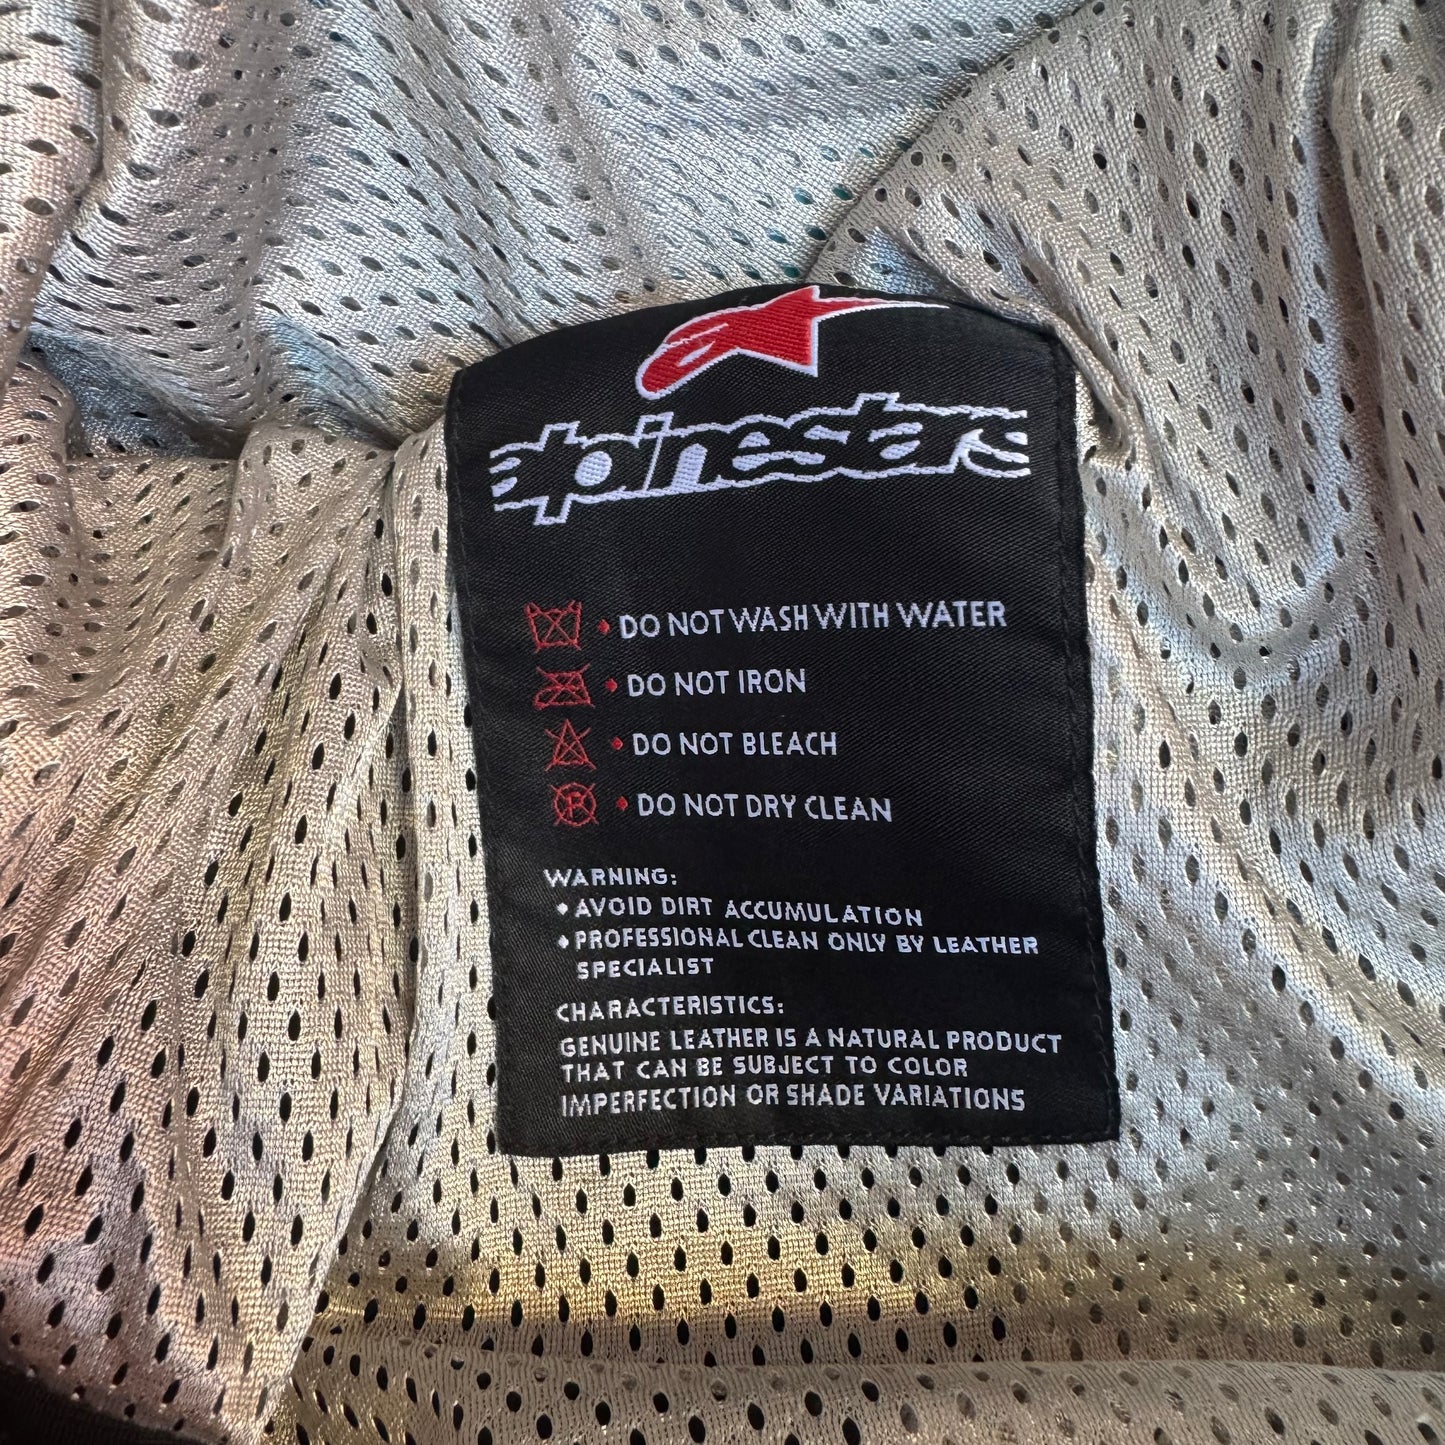 alpinestars
• DO NOT WASH WITH WATER
• DO NOT IRON
• DO NOT BLEACH
P • DO NOT DRY CLEAN
WARNING:
• AVOID DIRT ACCUMULATION
• PROFESSIONAL CLEAN ONLY BY LEATHER
SPECIALIST
CHARACTERISTICS:
GENUINE LEATHER IS A NATURAL PRODUCT
THAT CAN BE SUBJECT TO COLOR
IMPERFECTION OR SHADE VARIATIONS